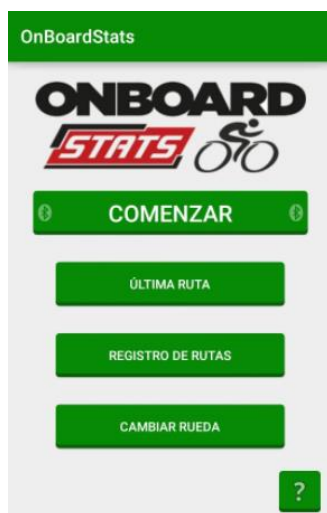 OnBoardStats
ONBOARD
STATS
COMENZAR
ÚLTIMA RUTA
REGISTRO DE RUTAS
CAMBIAR RUEDA
?